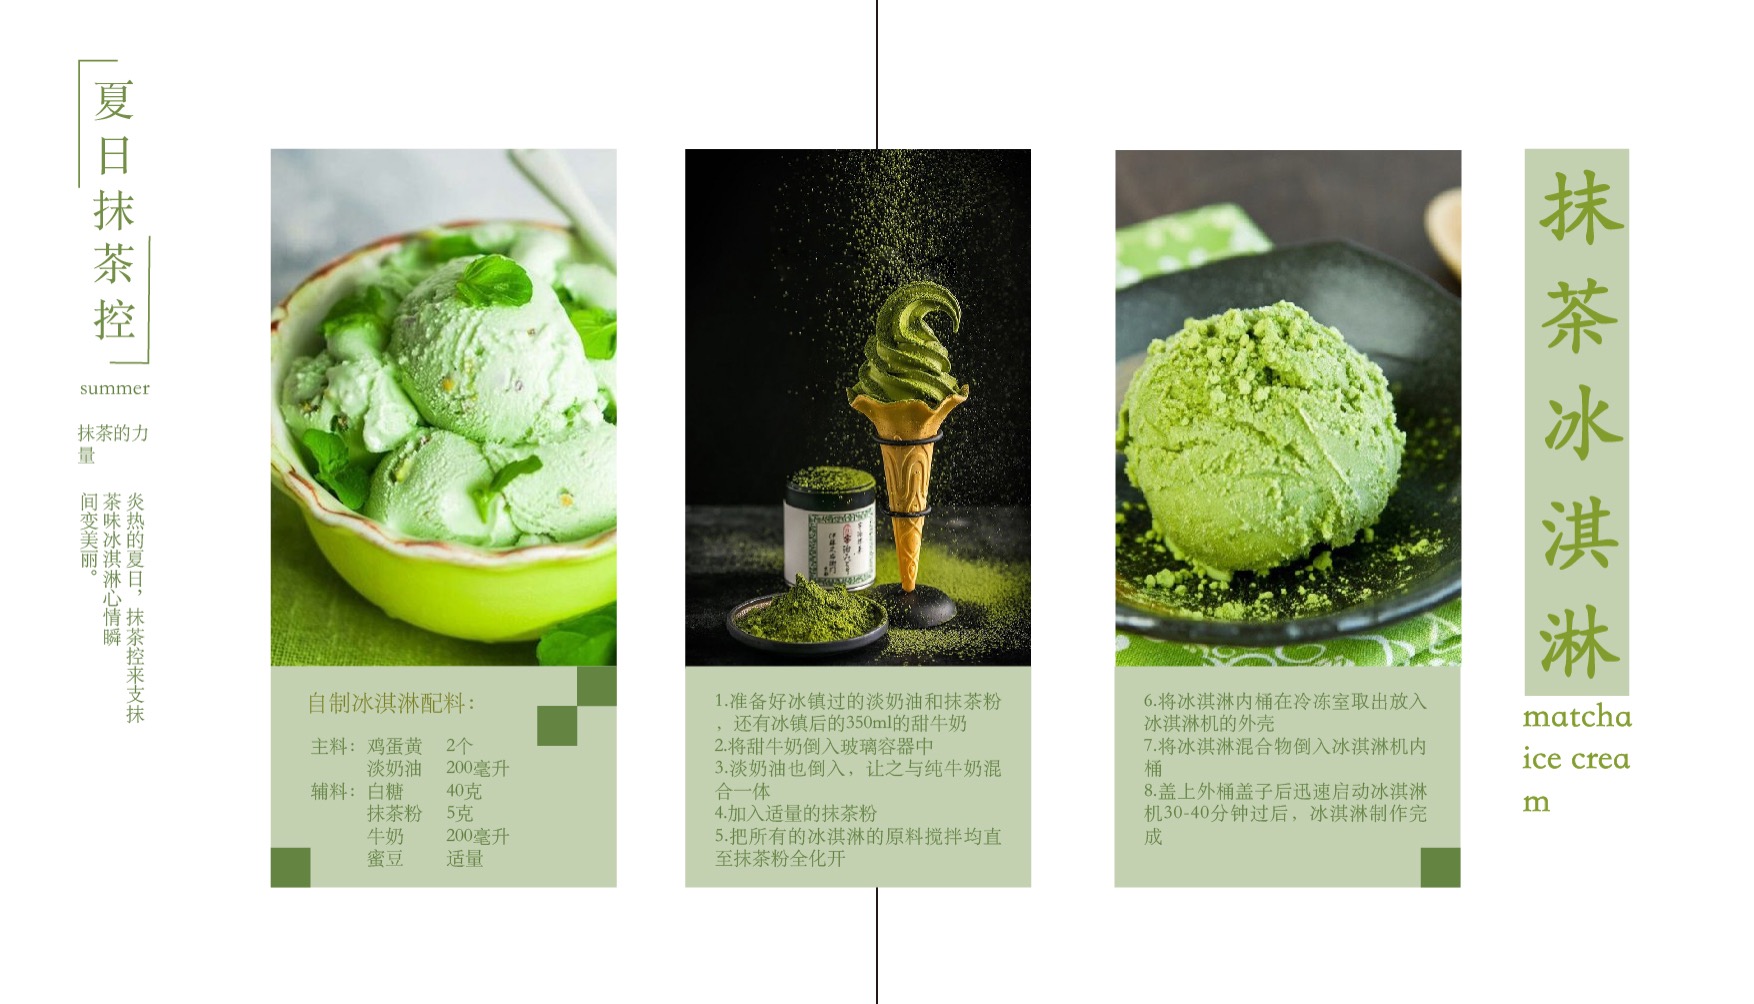 夏日抹茶控
summer
抹茶的力
量
炎热的夏日，抹茶控来支抹
茶味冰淇淋心情瞬
间变美丽。
自制冰淇淋配料：
主料：鸡蛋黄 2个
淡奶油 200毫升
辅料：白糖 40克
抹茶粉 5克
牛奶 200毫升
蜜豆 适量
1.准备好冰镇过的淡奶油和抹茶粉
，还有冰镇后的350ml的甜牛奶
2.将甜牛奶倒入玻璃容器中
3.淡奶油也倒入，让之与纯牛奶混
合一体
4.加入适量的抹茶粉
5.把所有的冰淇淋的原料搅拌均直
至抹茶粉全化开
6.将冰淇淋内桶在冷冻室取出放入
冰淇淋机的外壳
7.将冰淇淋混合物倒入冰淇淋机内
桶
8.盖上外桶盖子后迅速启动冰淇淋
机30-40分钟过后，冰淇淋制作完
成
抹茶冰淇淋
matcha
ice crea
m